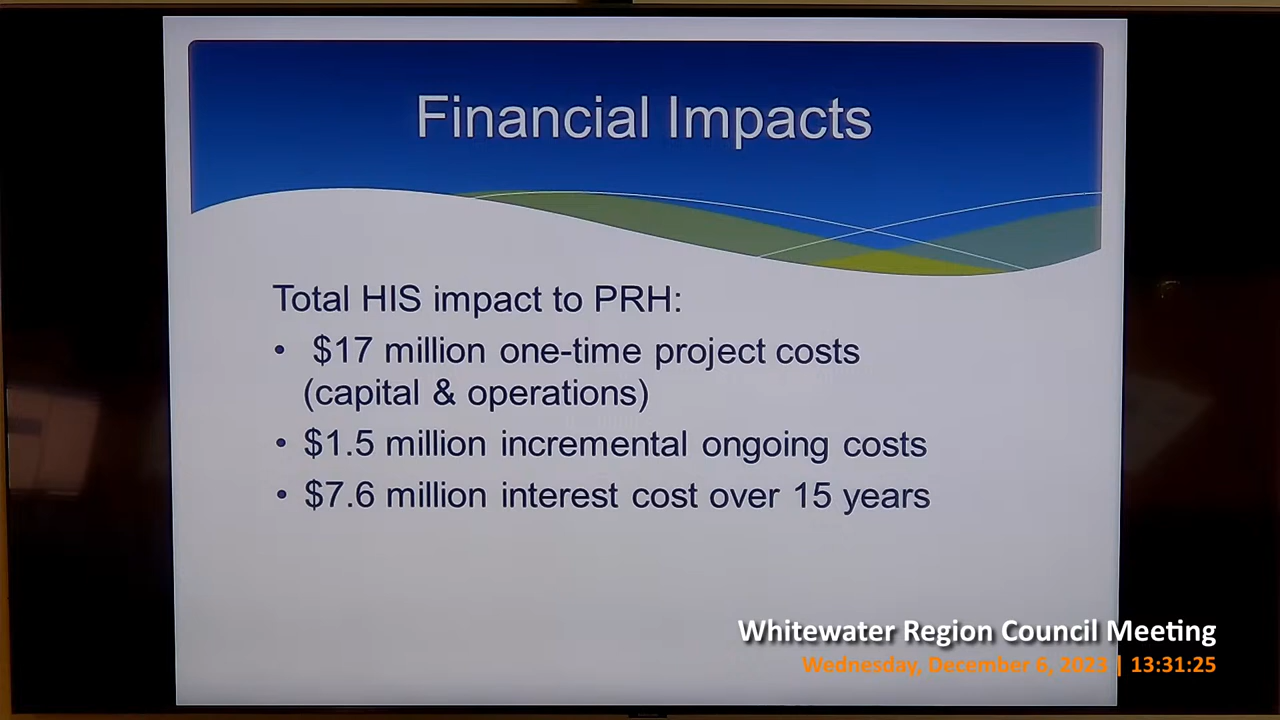 Financial Impacts
Total HIS impact to PRH:
• $17 million one-time project costs
(capital & operations)
• $1.5 million incremental ongoing costs
• $7.6 million interest cost over 15 years
Whitewater Region Council Meeting
Wednesday, December 6, 2023 | 13:31:25